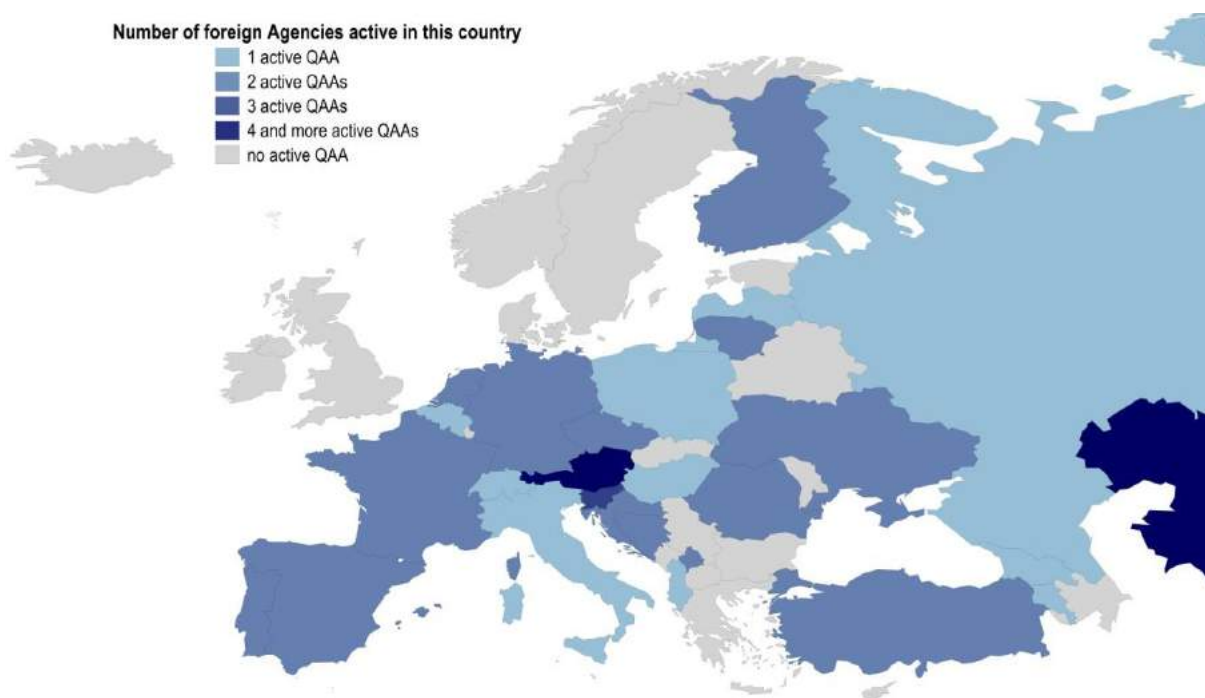 Number of foreign Agencies active in this country
1 active QAA
2 active QAAs
3 active QAAs
4 and more active QAAs
no active QAA